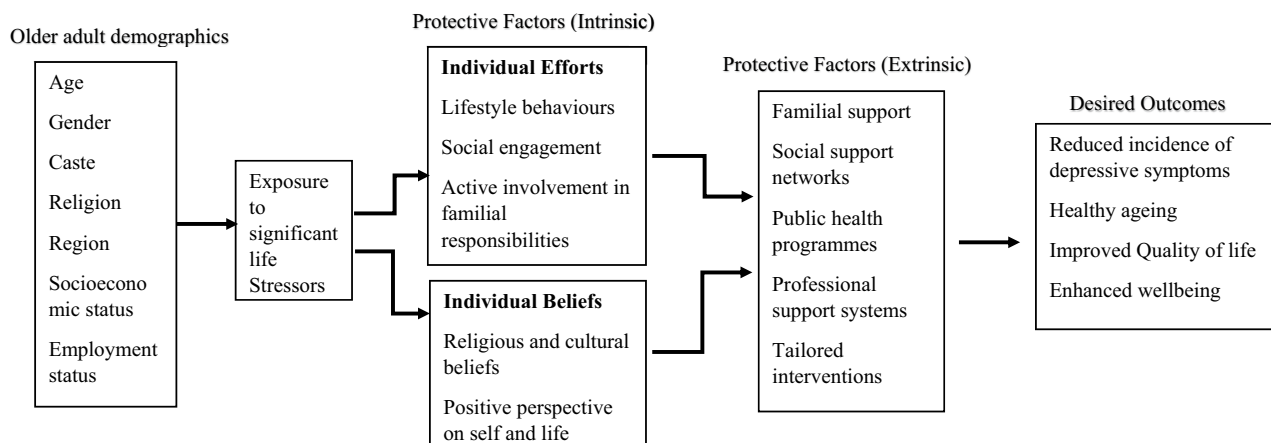 Older adult demographics
Age
Gender
Caste
Religion
Region
Socioecono
mic status
Employment
status
Exposure
to
significant
life
Stressors
Protective Factors (Intrinsic)
Individual Efforts
Lifestyle behaviours
Social engagement
Active involvement in
familial
responsibilities
Individual Beliefs
Religious and cultural
beliefs
Positive perspective
on self and life
Protective Factors (Extrinsic)
Familial support
Social support
networks
Public health
programmes
Professional
support systems
Tailored
interventions
Desired Outcomes
Reduced incidence of
depressive symptoms
Healthy ageing
Improved Quality of life
Enhanced wellbeing